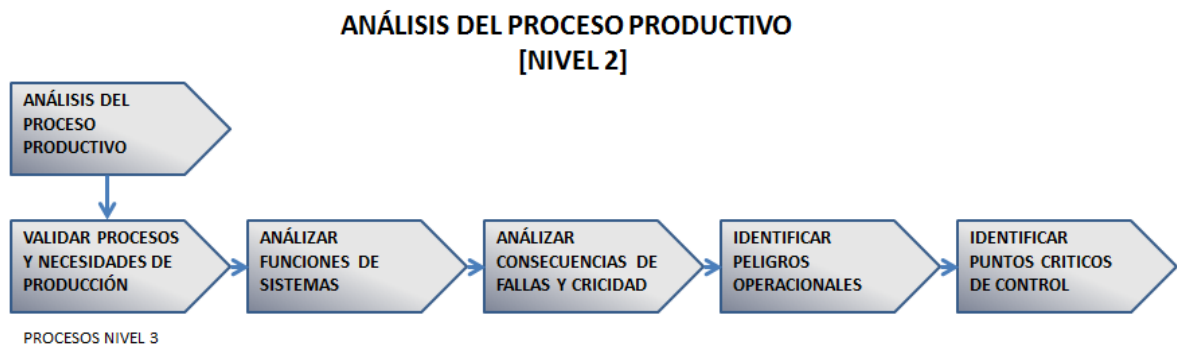 ANÁLISIS DEL PROCESO PRODUCTIVO
[NIVEL 2]
ANÁLISIS DEL
PROCESO
PRODUCTIVO
VALIDAR PROCESOS
Y NECESIDADES DE
PRODUCCIÓN
ANÁLIZAR
FUNCIONES DE
SISTEMAS
ANÁLIZAR
CONSECUENCIAS DE
FALLAS Y CRICIDAD
IDENTIFICAR
PELIGROS
OPERACIONALES
IDENTIFICAR
PUNTOS CRITICOS
DE CONTROL
PROCESOS NIVEL 3